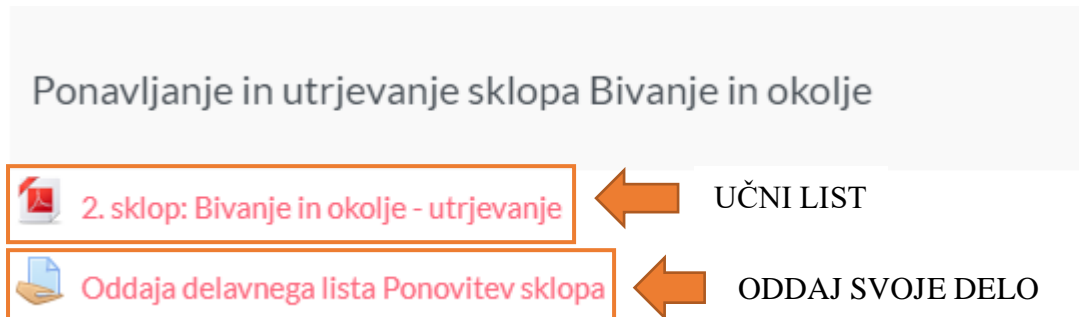 Ponavljanje in utrjevanje sklopa Bivanje in okolje
2. sklop: Bivanje in okolje - utrjevanje
UČNI LIST
Oddaja delavnega lista Ponovitev sklopa
ODDAJ SVOJE DELO